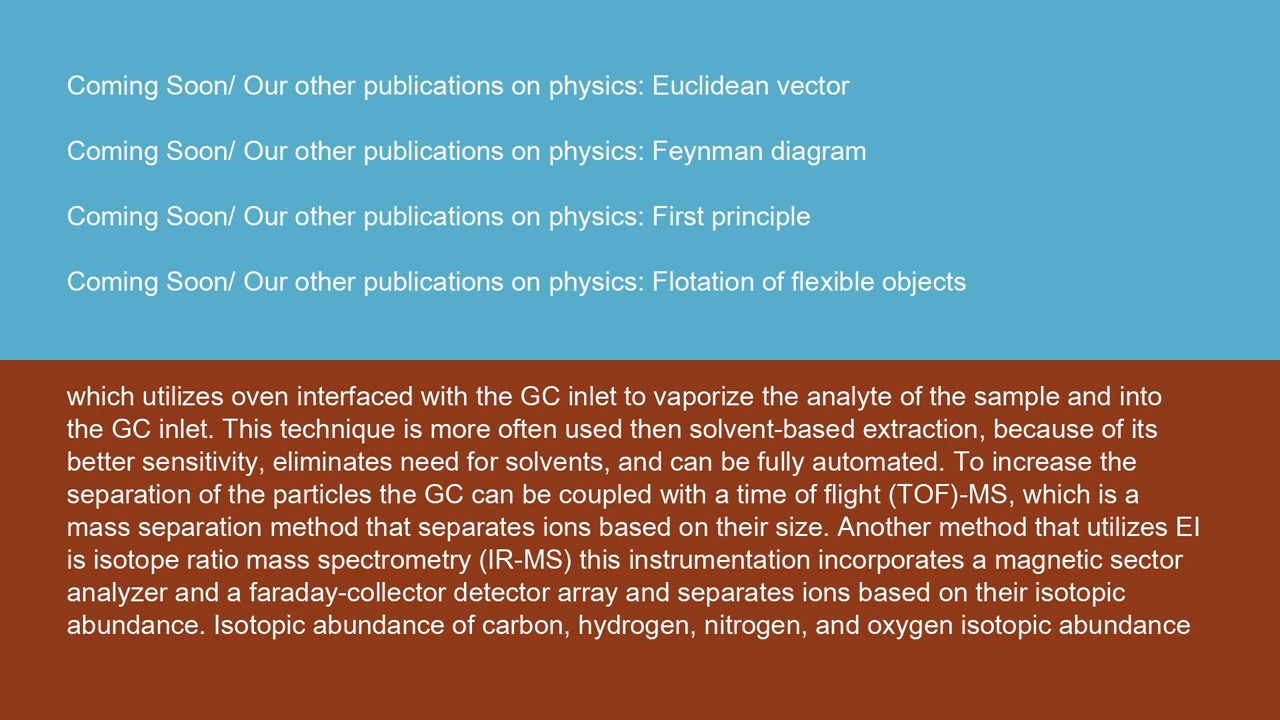 Coming Soon/ Our other publications on physics: Euclidean vector
Coming Soon/ Our other publications on physics: Feynman diagram
Coming Soon/ Our other publications on physics: First principle
Coming Soon/ Our other publications on physics: Flotation of flexible objects
which utilizes oven interfaced with the GC inlet to vaporize the analyte of the sample and into
the GC inlet. This technique is more often used then solvent-based extraction, because of its
better sensitivity, eliminates need for solvents, and can be fully automated. To increase the
separation of the particles the GC can be coupled with a time of flight (TOF)-MS, which is a
mass separation method that separates ions based on their size. Another method that utilizes EI
is isotope ratio mass spectrometry (IR-MS) this instrumentation incorporates a magnetic sector
analyzer and a faraday-collector detector array and separates ions based on their isotopic
abundance. Isotopic abundance of carbon, hydrogen, nitrogen, and oxygen isotopic abundance